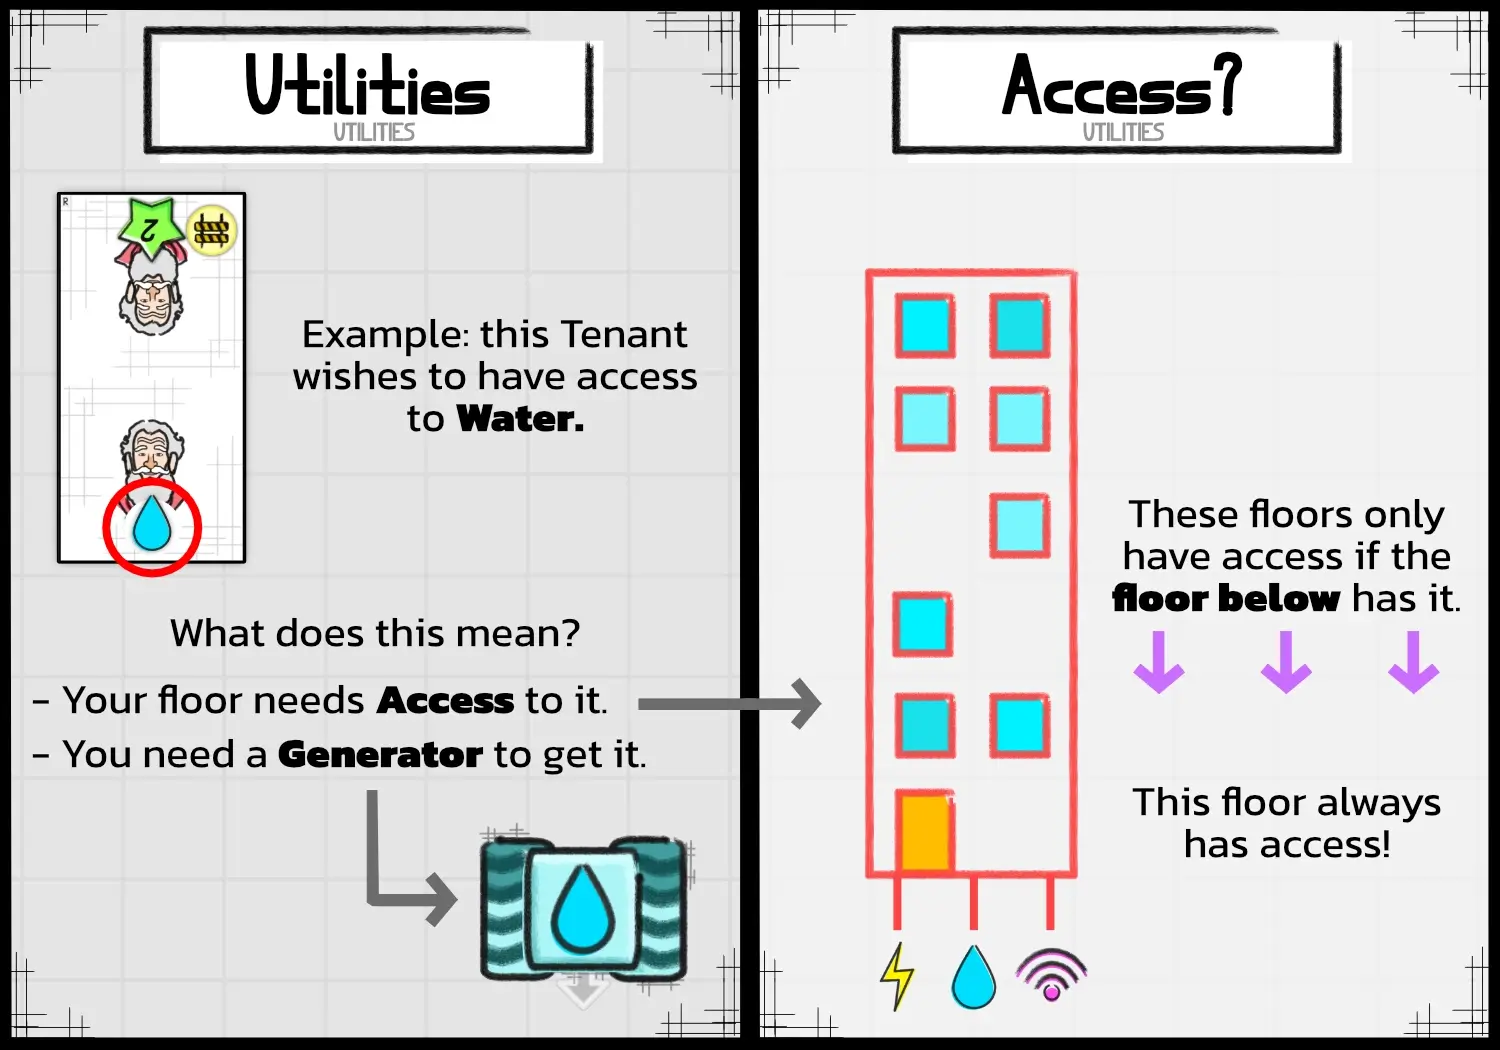 Utilities
UTILITIES
R
2
Example: this Tenant
wishes to have access
to Water.
What does this mean?
- Your floor needs Access to it.
- You need a Generator to get it.
Access?
UTILITIES
These floors only
have access if the
floor below has it.
This floor always
has access!